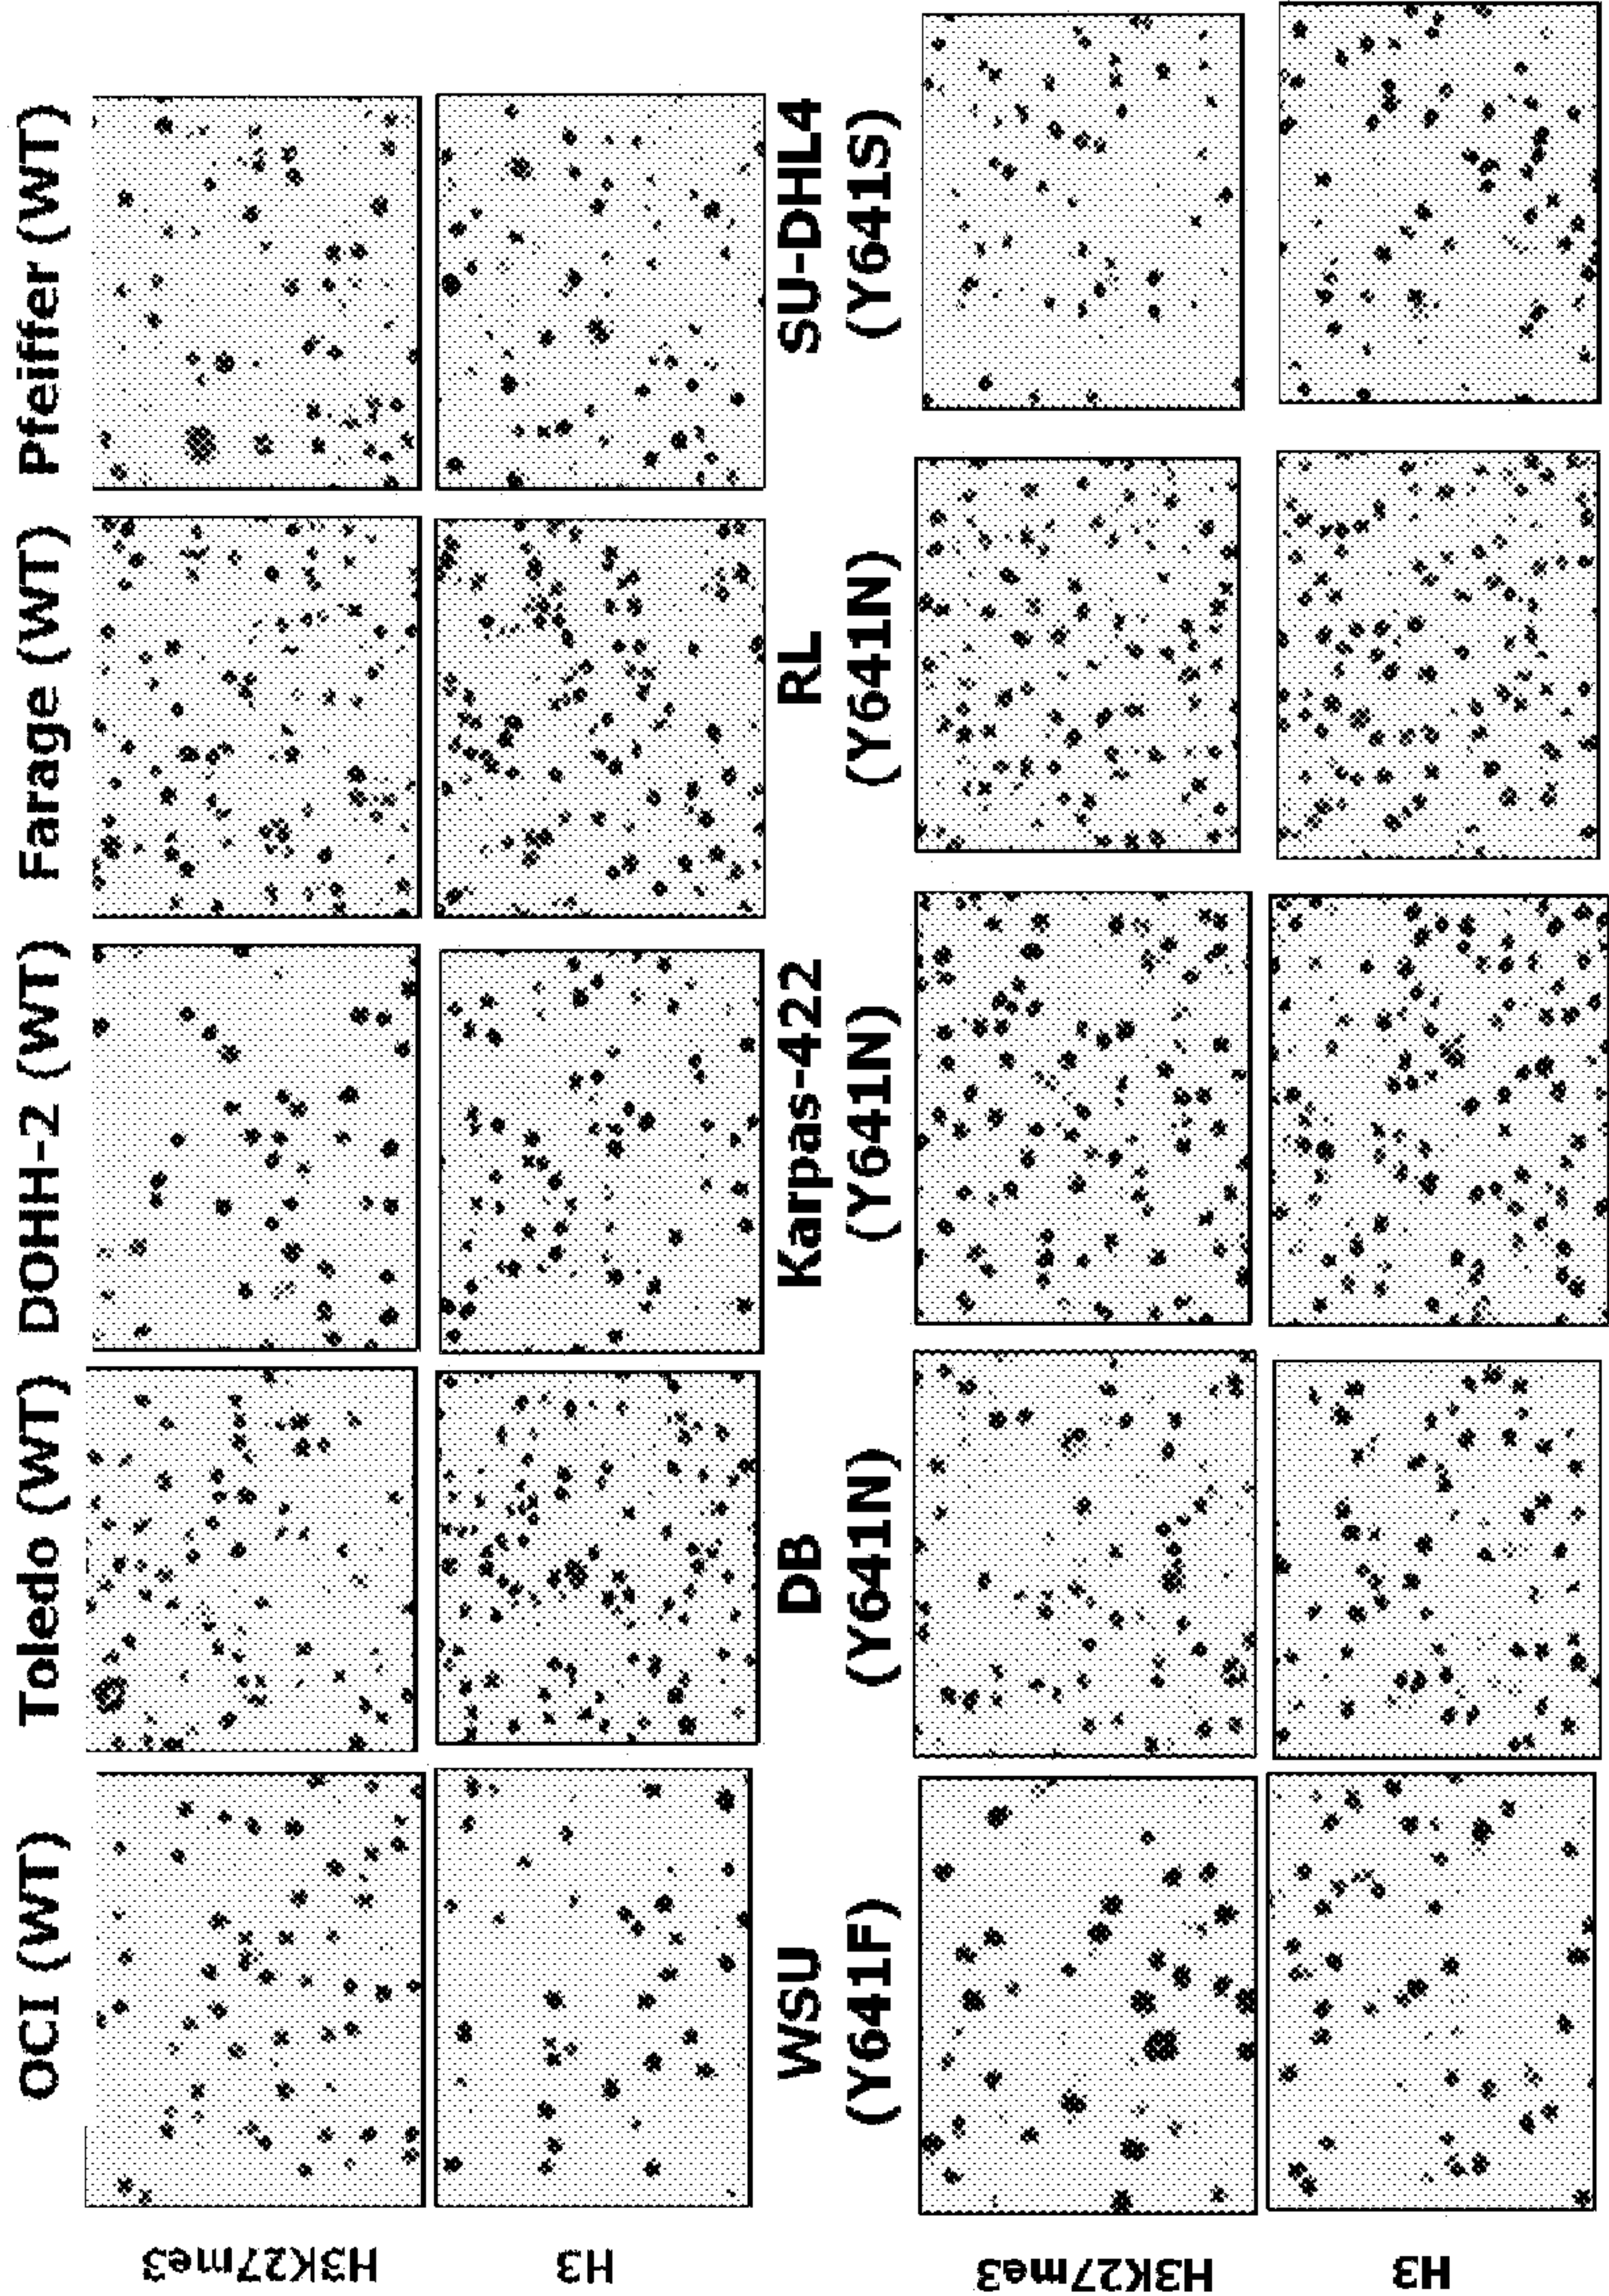 OCI (WT) Toledo (WT) DOHH-2 (WT) Farage (WT) Pfeiffer (WT)
H3K27me3
H3
WSU DB Karpas-422 RL SU-DHL4
(Y641F) (Y641N) (Y641N) (Y641N) (Y641S)
H3K27me3
H3